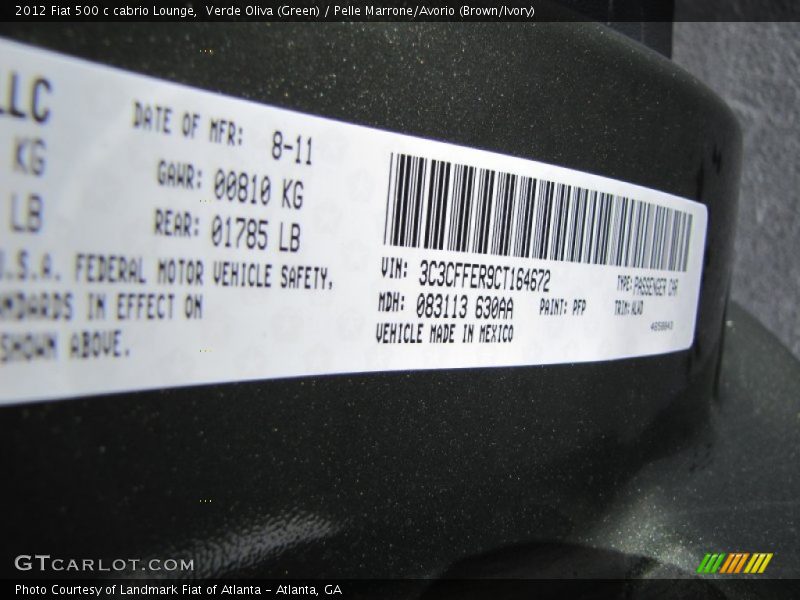 2012 Fiat 500 c cabrio Lounge,  Verde Oliva (Green) / Pelle Marrone/Avorio (Brown/Ivory)
LLC
DATE OF MFR: 8-11
KG GAWR: 00810 KG
LB REAR: 01785 LB
U.S.A. FEDERAL MOTOR VEHICLE SAFETY,
ANDARDS IN EFFECT ON
SHOWN ABOVE.
VIN: 3C3CFFER9CT164672 TYPE: PASSENGER CAR
MDH: 083113 630AA PAINT: PFP TRIM:
VEHICLE MADE IN MEXICO
GTCARLOT.COM
Photo Courtesy of Landmark Fiat of Atlanta - Atlanta, GA